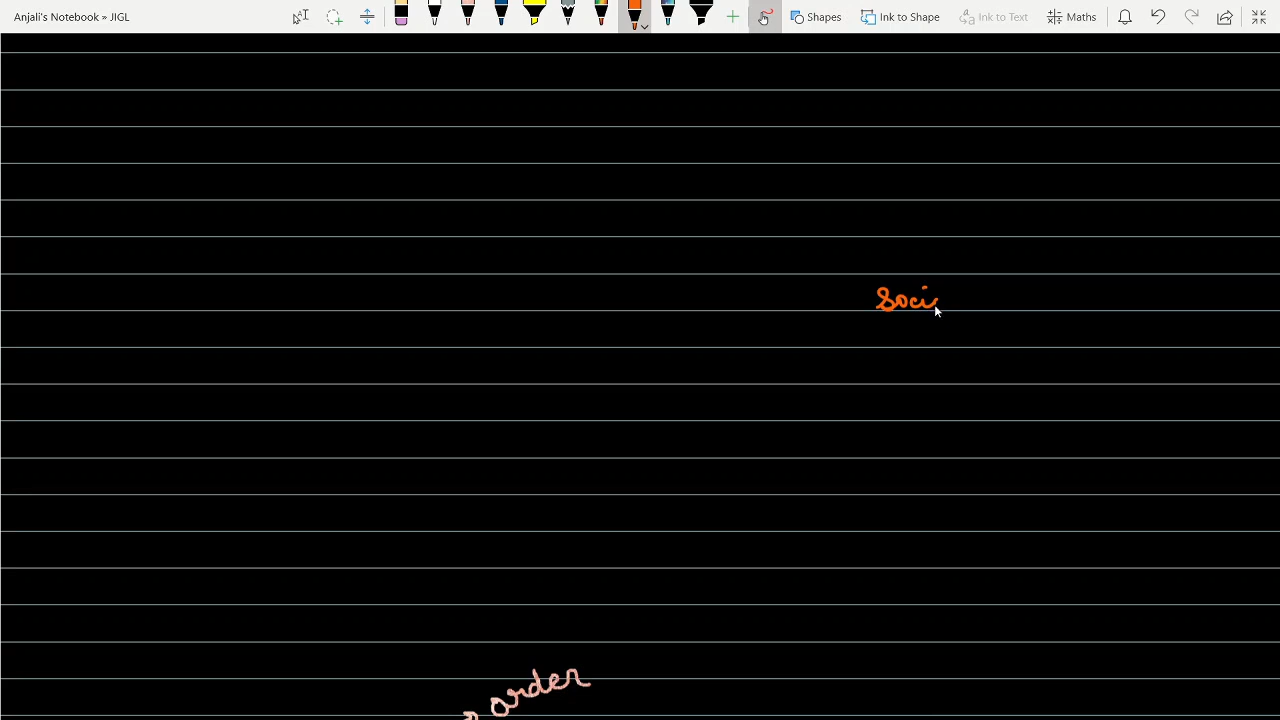 Anjali's Notebook » JIGL
Shapes
Ink to Shape
Ink to Text
Maths
Soci
order